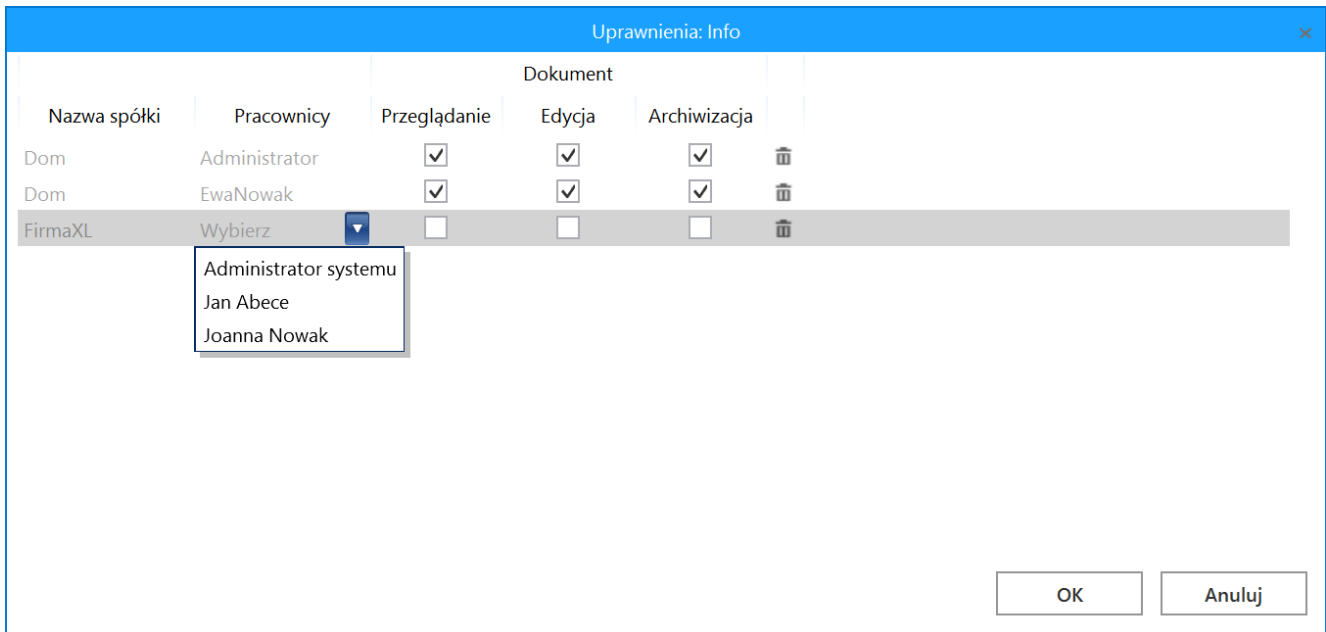 Uprawnienia: Info
Dokument
Nazwa spółki Pracownicy Przeglądanie Edycja Archiwizacja
Dom Administrator
Dom EwaNowak
FirmaXL Wybierz
Administrator systemu
Jan Abece
Joanna Nowak
OK Anuluj